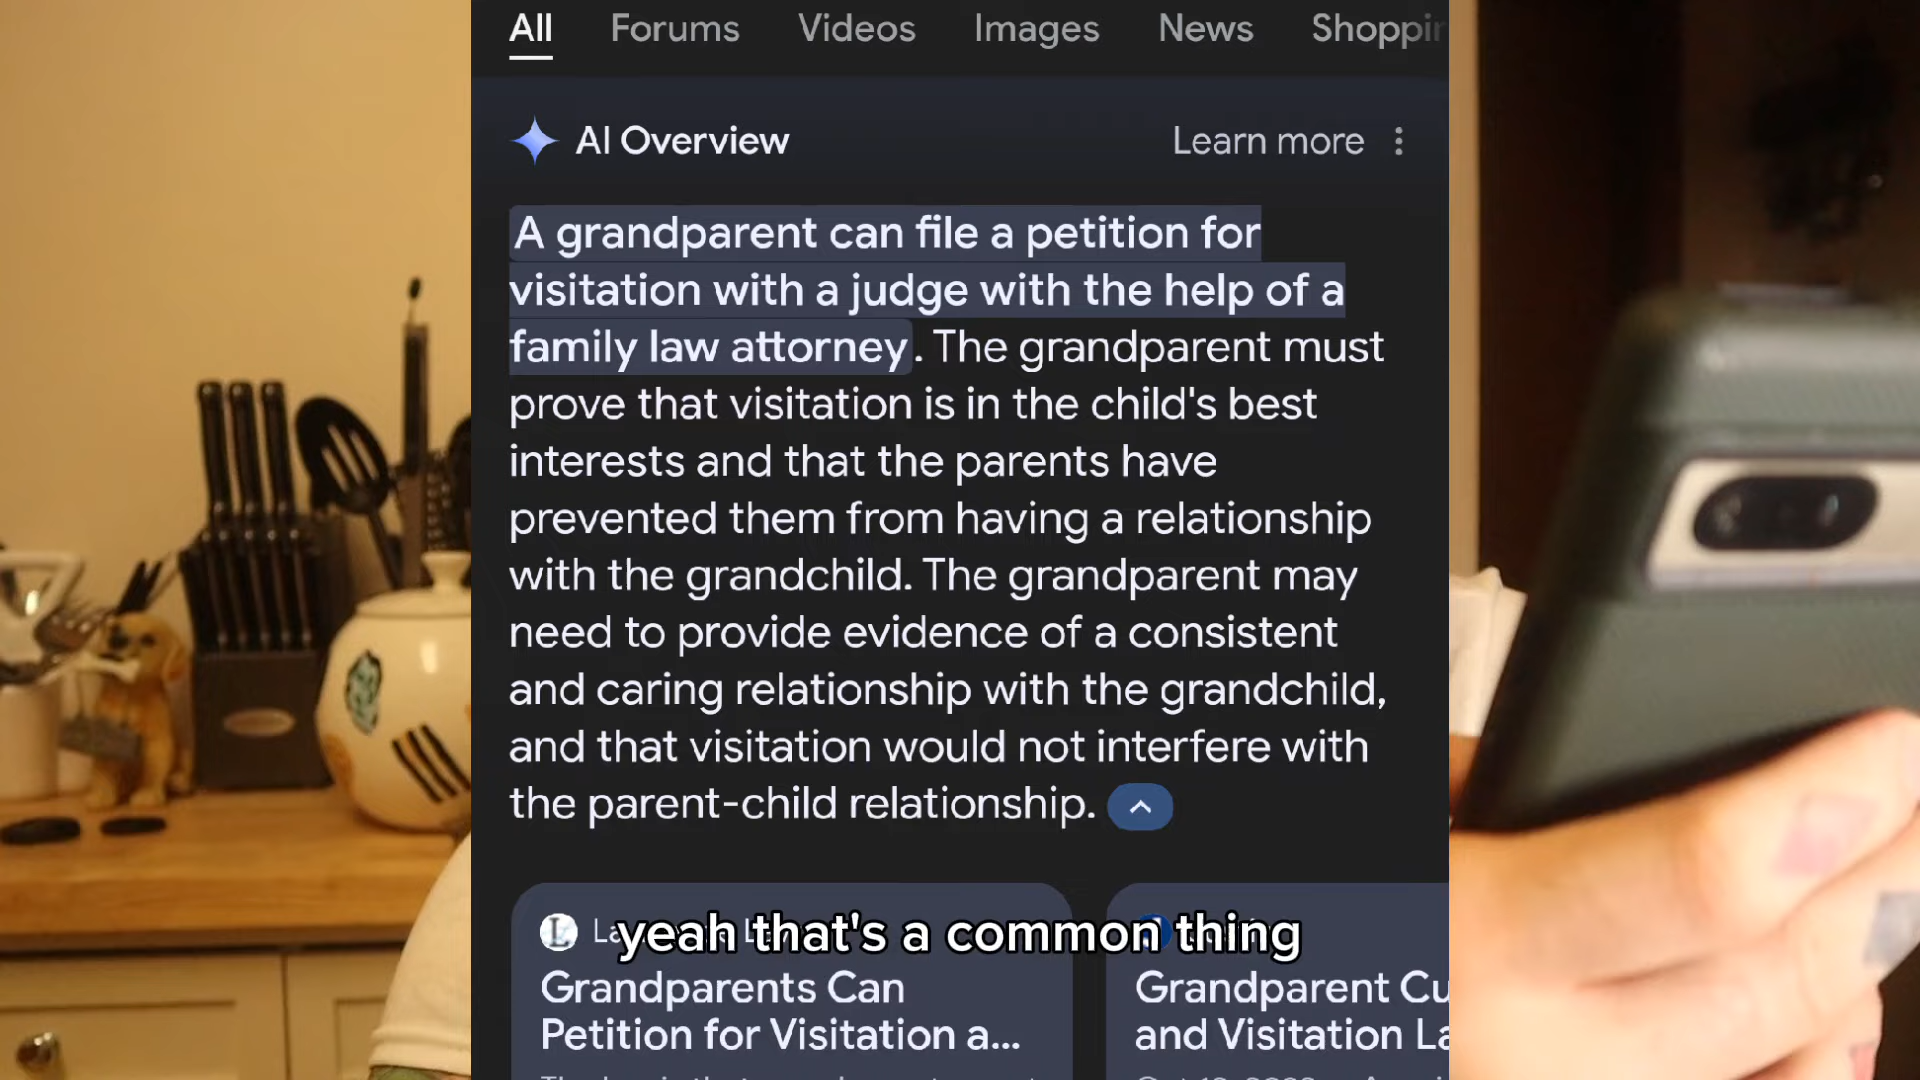 All Forums Videos Images News
AI Overview Learn more
A grandparent can file a petition for
visitation with a judge with the help of a
family law attorney. The grandparent must
prove that visitation is in the child's best
interests and that the parents have
prevented them from having a relationship
with the grandchild. The grandparent may
need to provide evidence of a consistent
and caring relationship with the grandchild,
and that visitation would not interfere with
the parent-child relationship.
yeah that's a common thing
Grandparents Can
Petition for Visitation a...
Grandparent
and Visitation